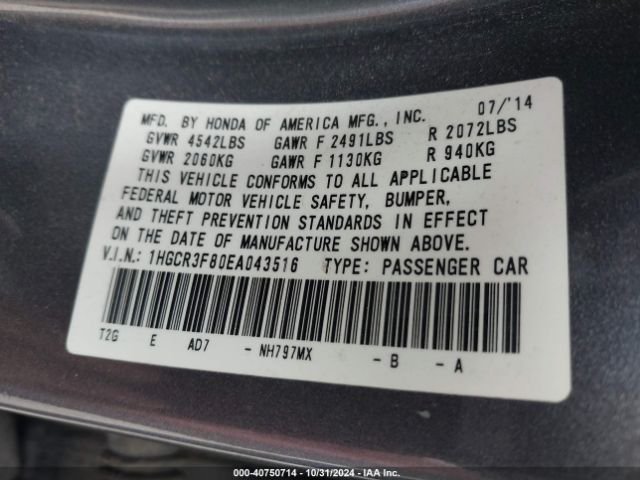 MFD. BY HONDA OF AMERICA MFG., INC. 07/'14
GVWR 4542LBS GAWR F 2491LBS R 2072LBS
GVWR 2060KG GAWR F 1130KG R 940KG
THIS VEHICLE CONFORMS TO ALL APPLICABLE
FEDERAL MOTOR VEHICLE SAFETY, BUMPER,
AND THEFT PREVENTION STANDARDS IN EFFECT
ON THE DATE OF MANUFACTURE SHOWN ABOVE.
V.I.N.: 1HGCR3F80EA043516 TYPE: PASSENGER CAR
T2G E AD7 - NH797MX - B - A
000-40750714 - 10/31/2024 - IAA Inc.